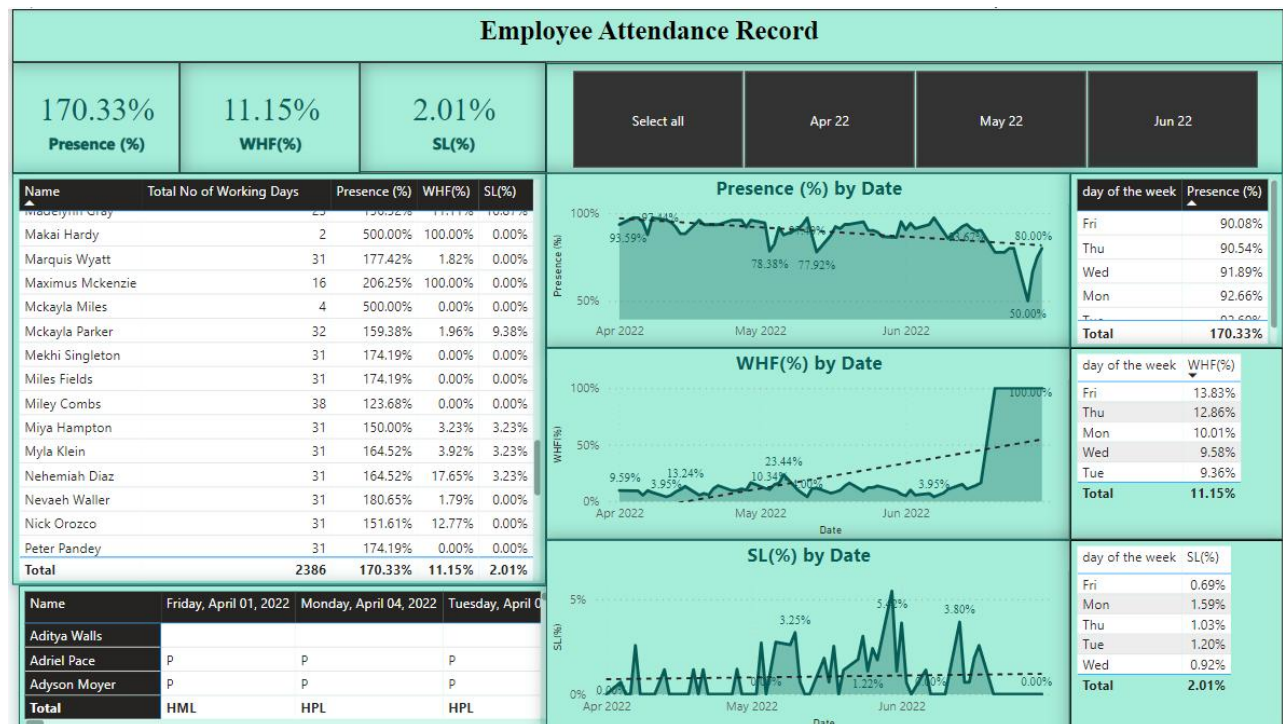 Employee Attendance Record
170.33%
Presence (%)
11.15%
WHF(%)
2.01%
SL(%)
Select all
Apr 22
May 22
Jun 22
Name Total No of Working Days Presence (%) WHF(%) SL(%)
Makai Hardy 2 500.00% 100.00% 0.00%
Marquis Wyatt 31 177.42% 1.82% 0.00%
Maximus Mckenzie 16 206.25% 100.00% 0.00%
Mckayla Miles 4 500.00% 0.00% 0.00%
Mckayla Parker 32 159.38% 1.96% 9.38%
Mekhi Singleton 31 174.19% 0.00% 0.00%
Miles Fields 31 174.19% 0.00% 0.00%
Miley Combs 38 123.68% 0.00% 0.00%
Miya Hampton 31 150.00% 3.23% 3.23%
Myla Klein 31 164.52% 3.92% 3.23%
Nehemiah Diaz 31 164.52% 17.65% 3.23%
Nevaeh Waller 31 180.65% 1.79% 0.00%
Nick Orozco 31 151.61% 12.77% 0.00%
Peter Pandey 31 174.19% 0.00% 0.00%
Total 2386 170.33% 11.15% 2.01%
Name Friday, April 01, 2022 Monday, April 04, 2022 Tuesday, April 0
Aditya Walls
Adriel Pace P P P
Adyson Moyer P P P
Total HML HPL HPL
Presence (%) by Date
Presence (%)
100%
50%
93.59%
97.44%
78.38%
77.92%
80.00%
50.00%
Apr 2022 May 2022 Jun 2022
WHF(%) by Date
WHF(%)
100%
50%
0%
9.59%
3.95%
13.24%
10.34%
23.44%
3.95%
100.00%
Apr 2022 May 2022 Jun 2022
Date
SL(%) by Date
SL(%)
5%
0%
0.00%
3.25%
1.22%
3.80%
0.00%
Apr 2022 May 2022 Jun 2022
Date
day of the week Presence (%)
Fri 90.08%
Thu 90.54%
Wed 91.89%
Mon 92.66%
Total 170.33%
day of the week WHF(%)
Fri 13.83%
Thu 12.86%
Mon 10.01%
Wed 9.58%
Tue 9.36%
Total 11.15%
day of the week SL(%)
Fri 0.69%
Mon 1.59%
Thu 1.03%
Tue 1.20%
Wed 0.92%
Total 2.01%